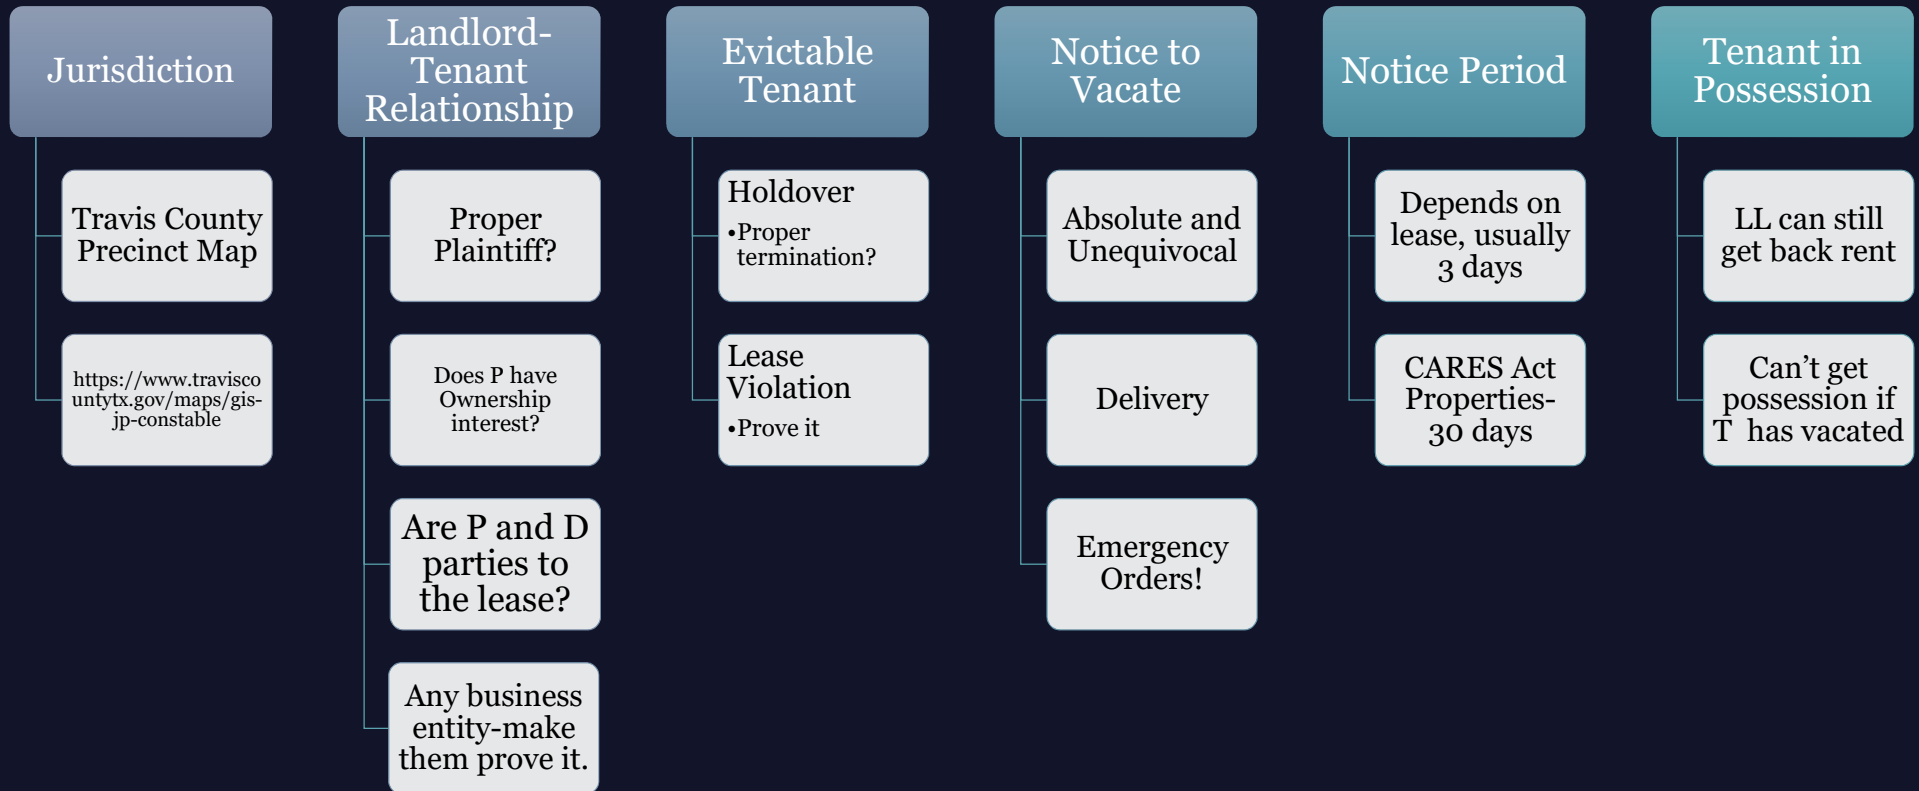 Jurisdiction
Travis County
Precinct Map
https://www.travisco
untytx.gov/maps/gis-
jp-constable
Landlord-
Tenant
Relationship
Proper
Plaintiff?
Does P have
Ownership
interest?
Are P and D
parties to
the lease?
Any business
entity-make
them prove it.
Evictable
Tenant
Holdover
•Proper
termination?
Lease
Violation
•Prove it
Notice to
Vacate
Absolute and
Unequivocal
Delivery
Emergency
Orders!
Notice Period
Depends on
lease, usually
3 days
CARES Act
Properties-
30 days
Tenant in
Possession
LL can still
get back rent
Can’t get
possession if
T has vacated